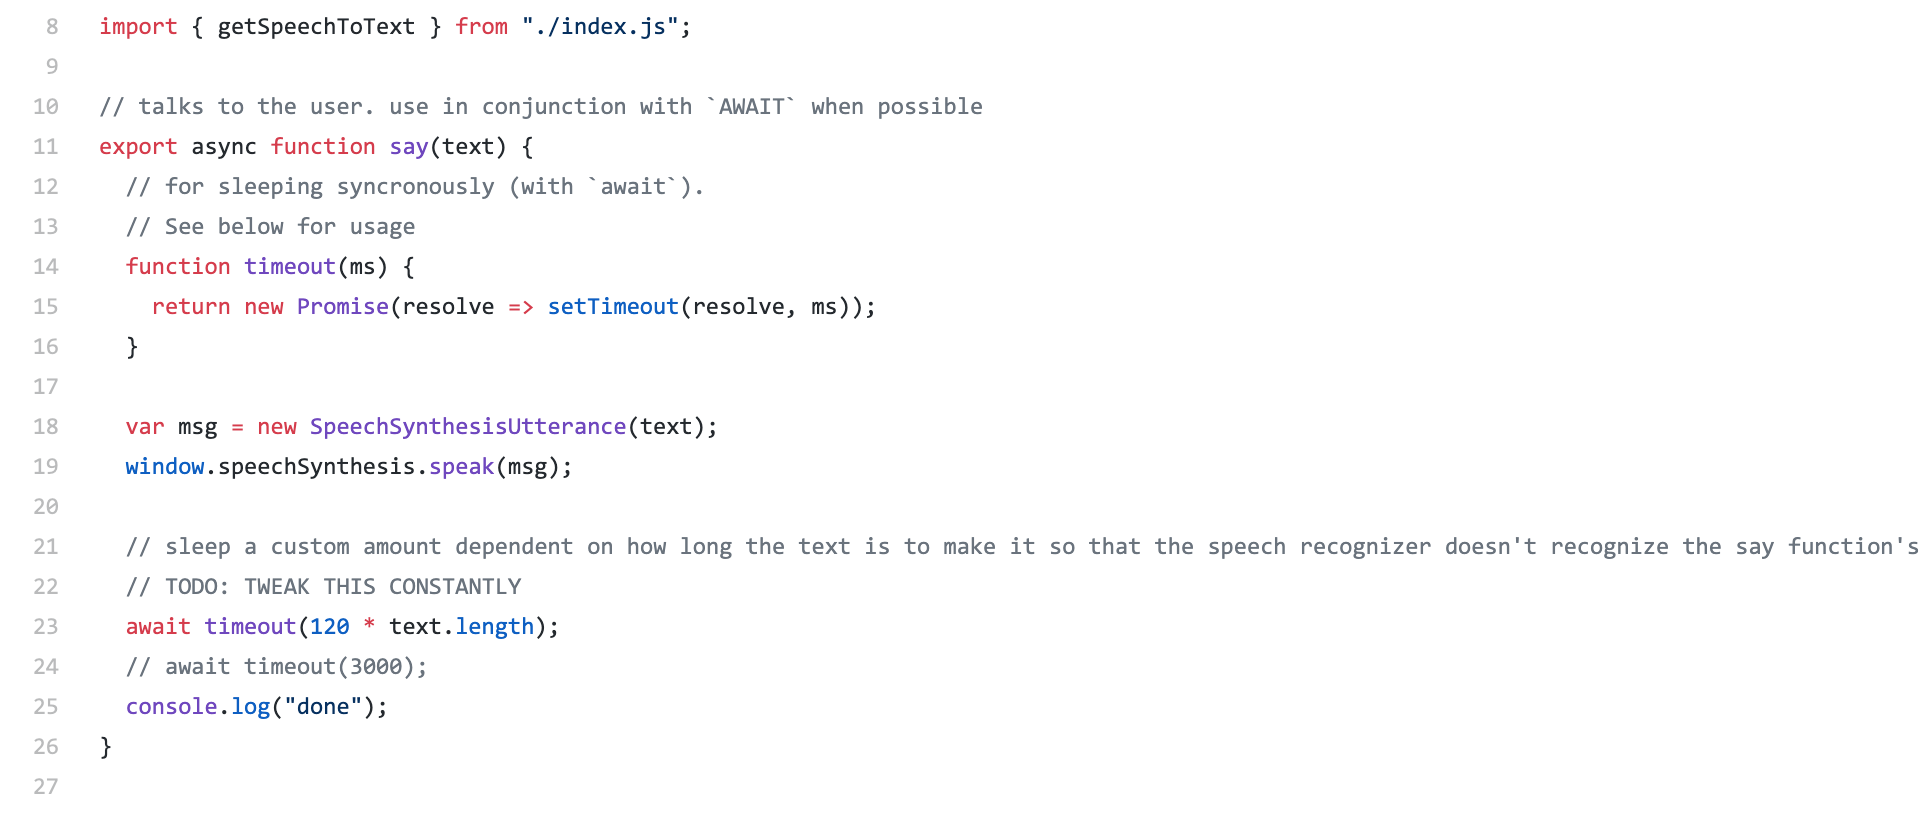 8 import { getSpeechToText } from "./index.js";
9
10 // talks to the user. use in conjunction with `AWAIT` when possible
11 export async function say(text) {
12 // for sleeping syncronously (with `await`).
13 // See below for usage
14 function timeout(ms) {
15 return new Promise(resolve => setTimeout(resolve, ms));
16 }
17
18 var msg = new SpeechSynthesisUtterance(text);
19 window.speechSynthesis.speak(msg);
20
21 // sleep a custom amount dependent on how long the text is to make it so that the speech recognizer doesn't recognize the say function's
22 // TODO: TWEAK THIS CONSTANTLY
23 await timeout(120 * text.length);
24 // await timeout(3000);
25 console.log("done");
26 }
27